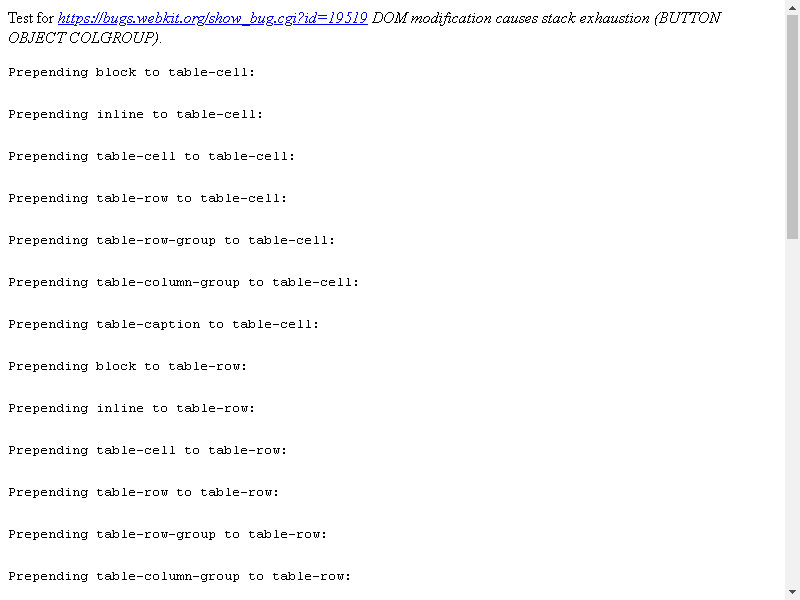 Test for https://bugs.webkit.org/show_bug.cgi?id=19519 DOM modification causes stack exhaustion (BUTTON
OBJECT COLGROUP).
Prepending block to table-cell:
Prepending inline to table-cell:
Prepending table-cell to table-cell:
Prepending table-row to table-cell:
Prepending table-row-group to table-cell:
Prepending table-column-group to table-cell:
Prepending table-caption to table-cell:
Prepending block to table-row:
Prepending inline to table-row:
Prepending table-cell to table-row:
Prepending table-row to table-row:
Prepending table-row-group to table-row:
Prepending table-column-group to table-row: